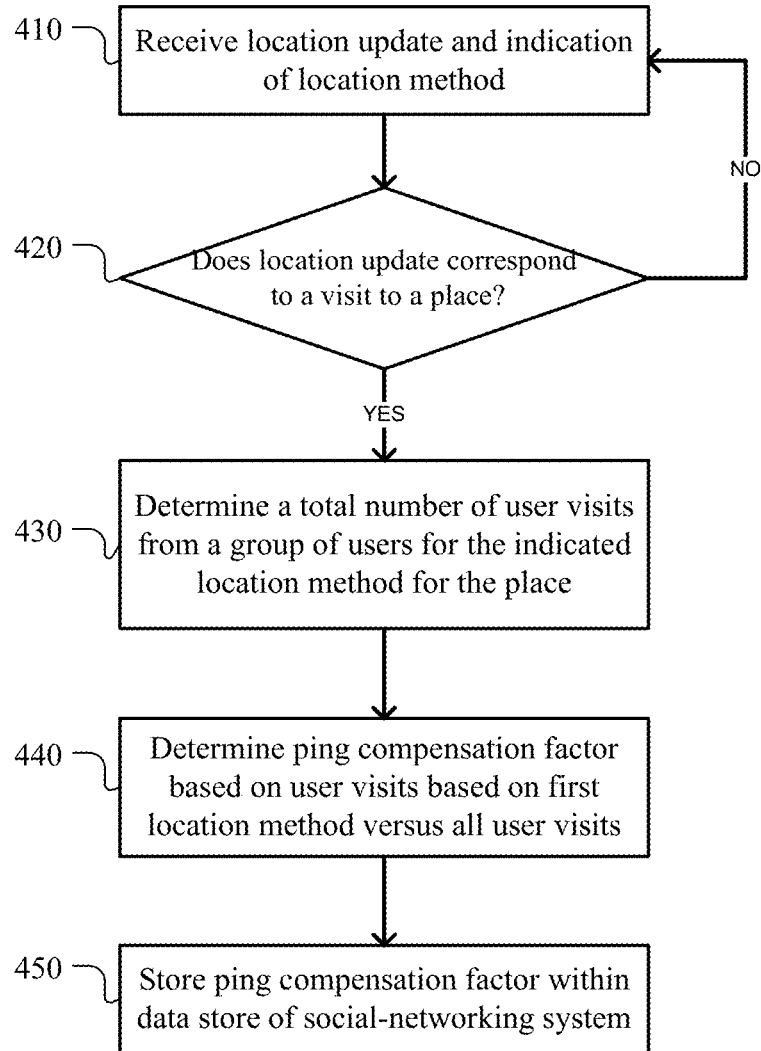 410
Receive location update and indication
of location method
NO
420
Does location update correspond
to a visit to a place?
YES
430
Determine a total number of user visits
from a group of users for the indicated
location method for the place
440
Determine ping compensation factor
based on user visits based on first
location method versus all user visits
450
Store ping compensation factor within
data store of social-networking system